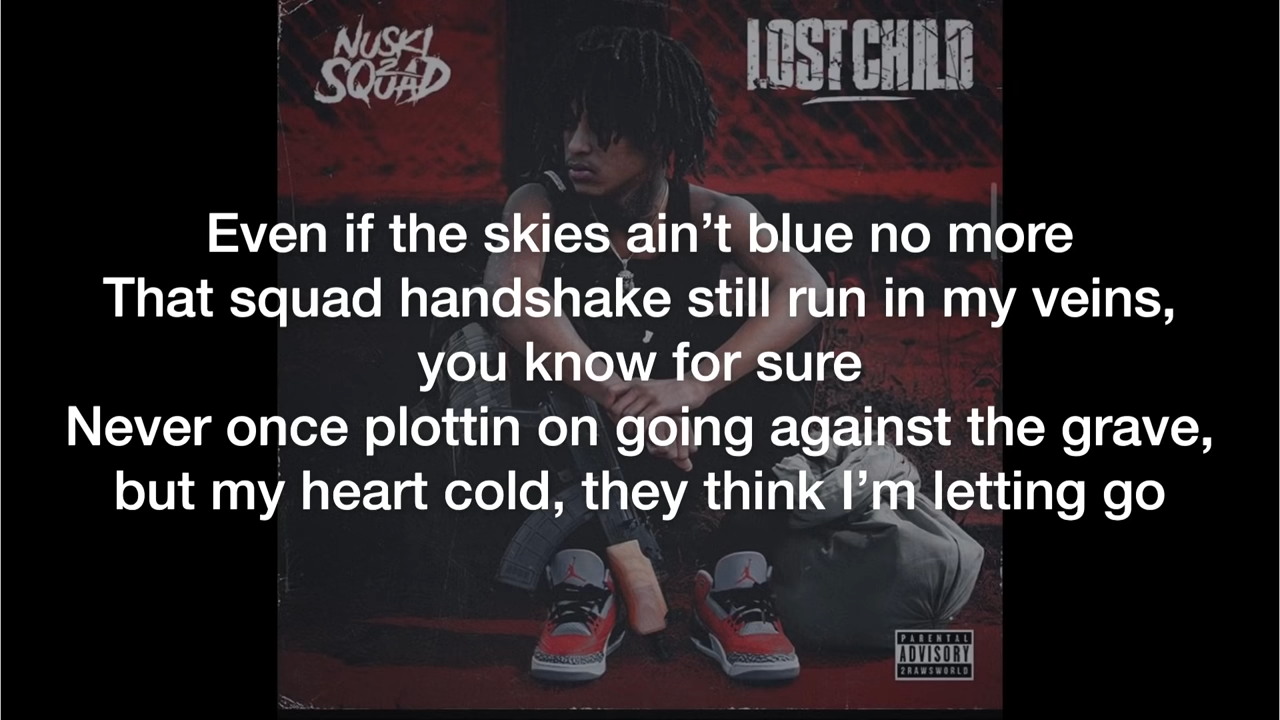 NUSKI
2
SQUAD
LOST CHILD
Even if the skies ain’t blue no more
That squad handshake still run in my veins,
you know for sure
Never once plottin on going against the grave,
but my heart cold, they think I’m letting go
PARENTAL
ADVISORY
2RAWSWORLD